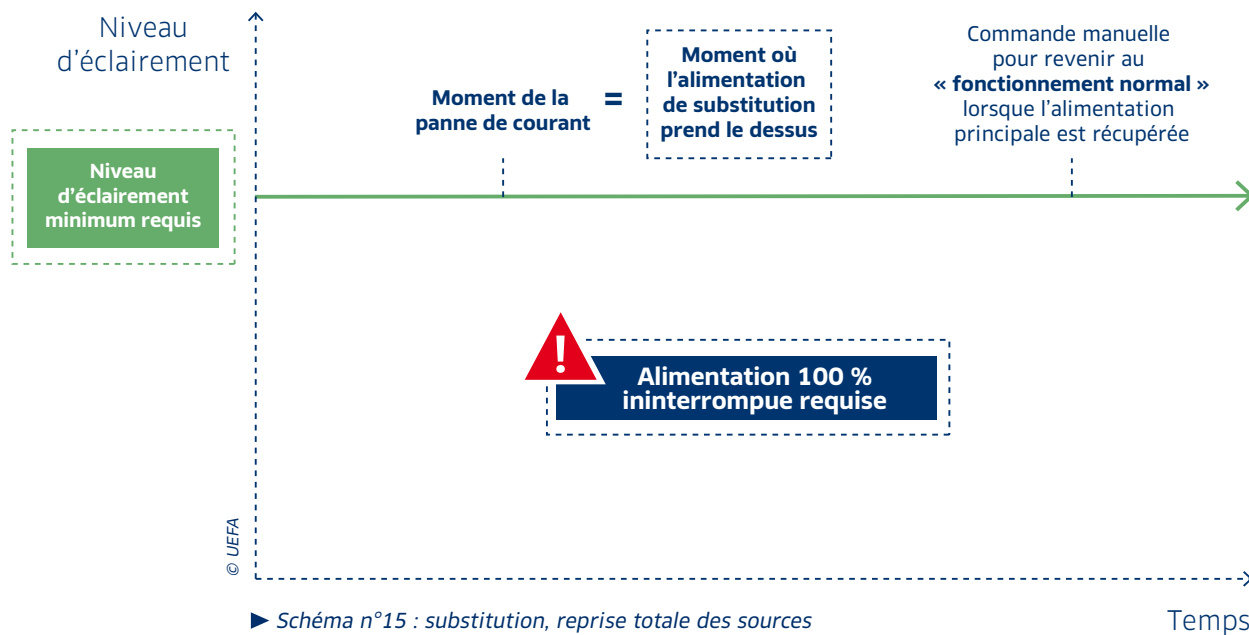 Niveau
d’éclairement
Moment de la
panne de courant
=
Moment où
l’alimentation
de substitution
prend le dessus
Commande manuelle
pour revenir au
« fonctionnement normal »
lorsque l’alimentation
principale est récupérée
Niveau
d’éclairement
minimum requis
!
Alimentation 100 %
ininterrompue requise
© UEFA
► Schéma n°15 : substitution, reprise totale des sources
Temps